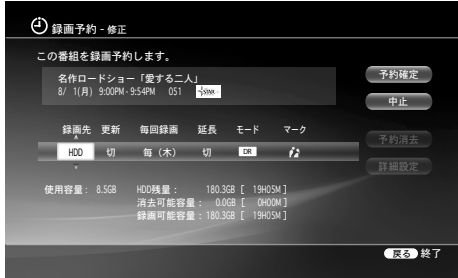 録画予約 - 修正
この番組を録画予約します。
名作ロードショー「愛する二人」
8/ 1(月) 9:00PM- 9:54PM 051
予約確定
中止
予約消去
詳細設定
録画先 更新 毎回録画 延長 モード マーク
HDD 切 毎（木） 切 DR
使用容量： 8.5GB HDD残量： 180.3GB [ 19H05M ]
消去可能容量： 0.0GB [ 0H00M ]
録画可能容量：180.3GB [ 19H05M ]
戻る 終了